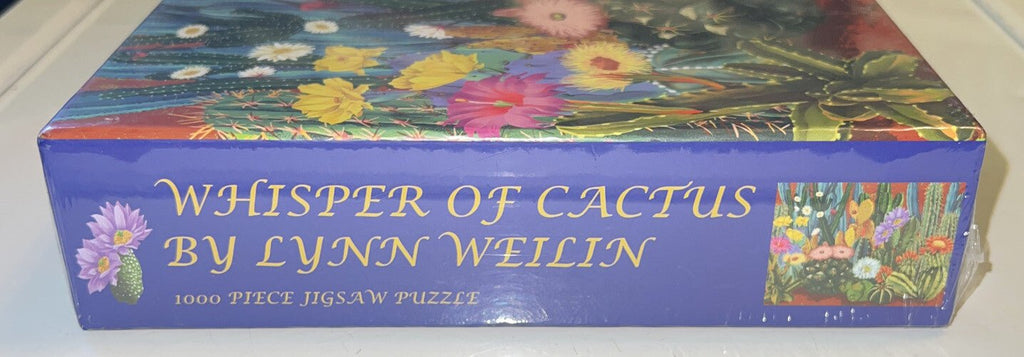 WHISPER OF CACTUS
BY LYNN WEILIN
1000 PIECE JIGSAW PUZZLE